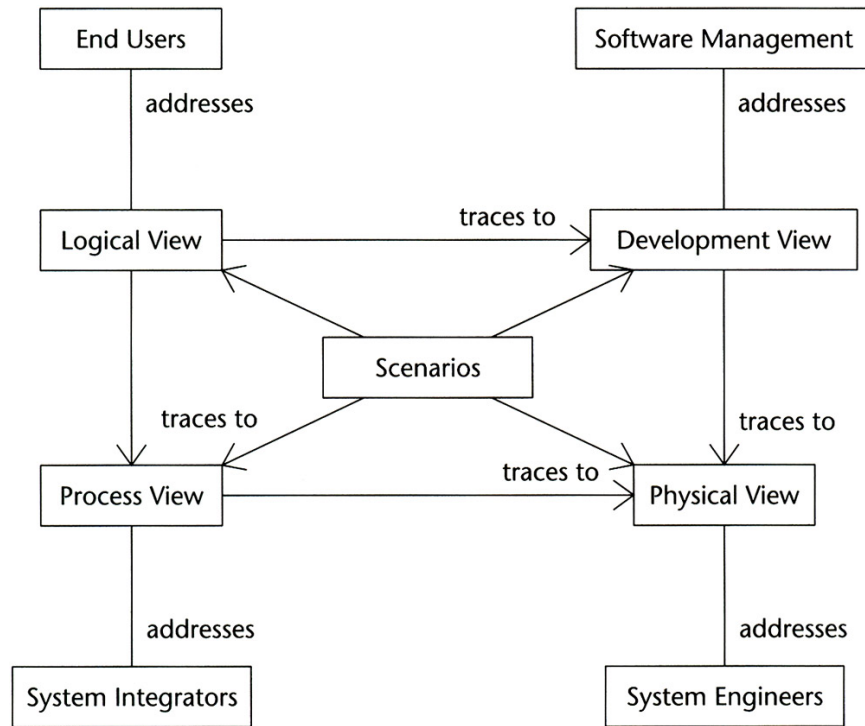 End Users
Software Management
addresses
addresses
Logical View
traces to
Development View
Scenarios
traces to
traces to
Process View
traces to
Physical View
addresses
addresses
System Integrators
System Engineers